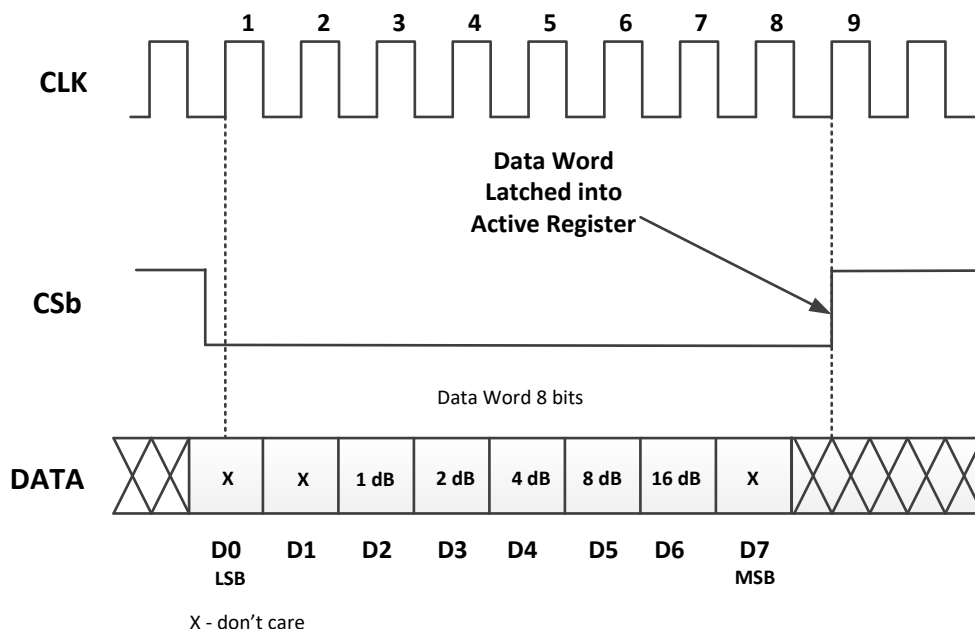 1 2 3 4 5 6 7 8 9
CLK
Data Word
Latched into
Active Register
CSb
Data Word 8 bits
DATA X X 1 dB 2 dB 4 dB 8 dB 16 dB X
D0 D1 D2 D3 D4 D5 D6 D7
LSB MSB
X - don’t care